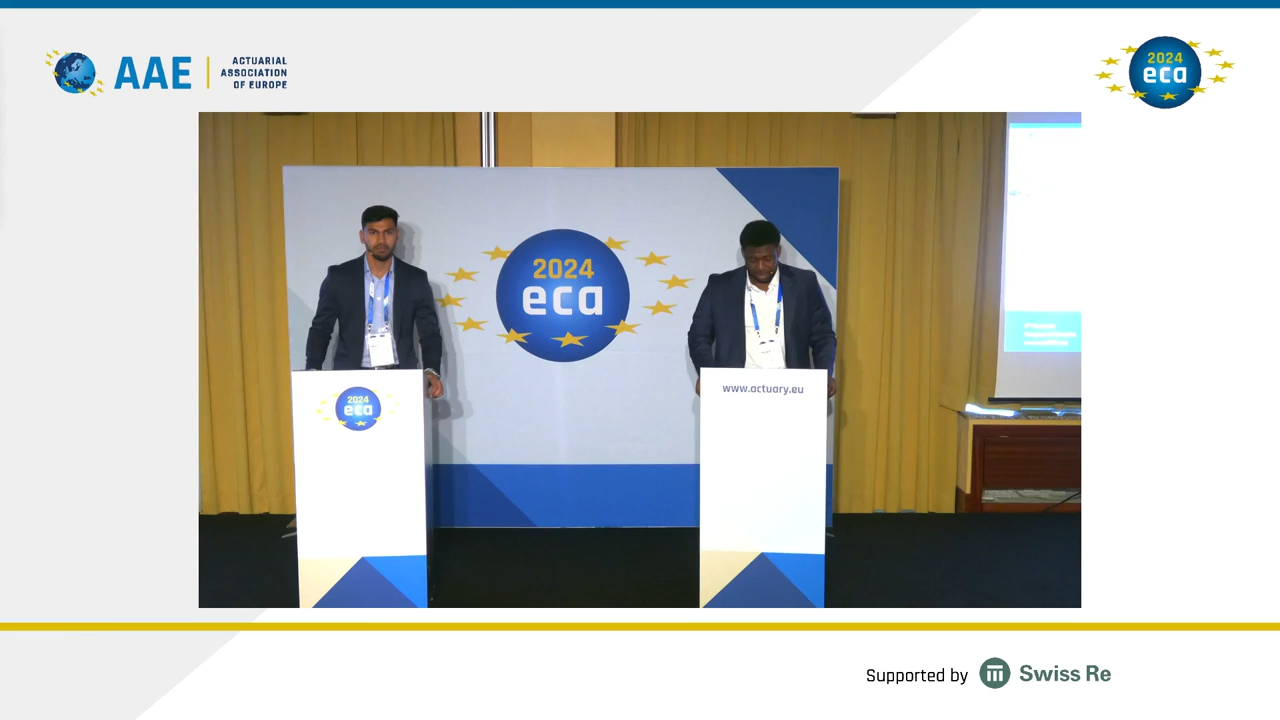 AAE
ACTUARIAL
ASSOCIATION
OF EUROPE
2024
eca
2024
eca
2024
eca
www.actuary.eu
Supported by
Swiss Re